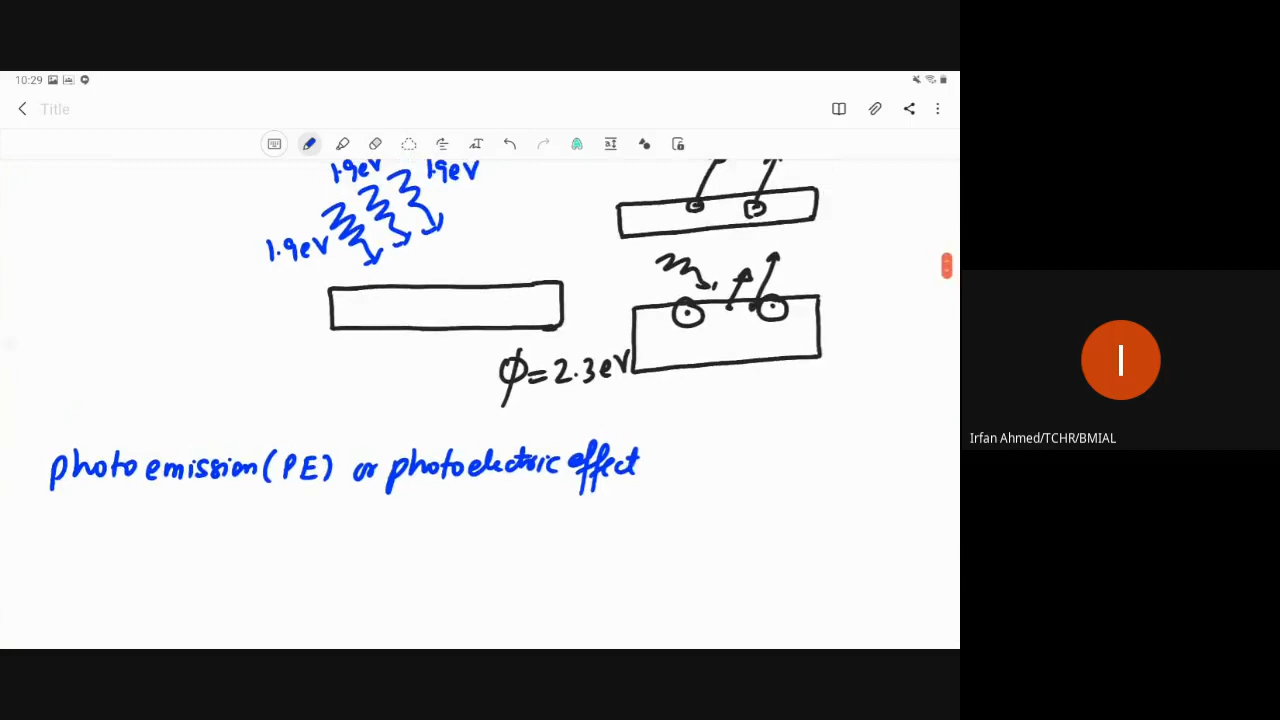 10:29
Title
1.9eV 1.9eV
1.9eV
φ=2.3eV
photoemission(PE) or photoelectric effect
I
Irfan Ahmed/TCHR/BMIAL